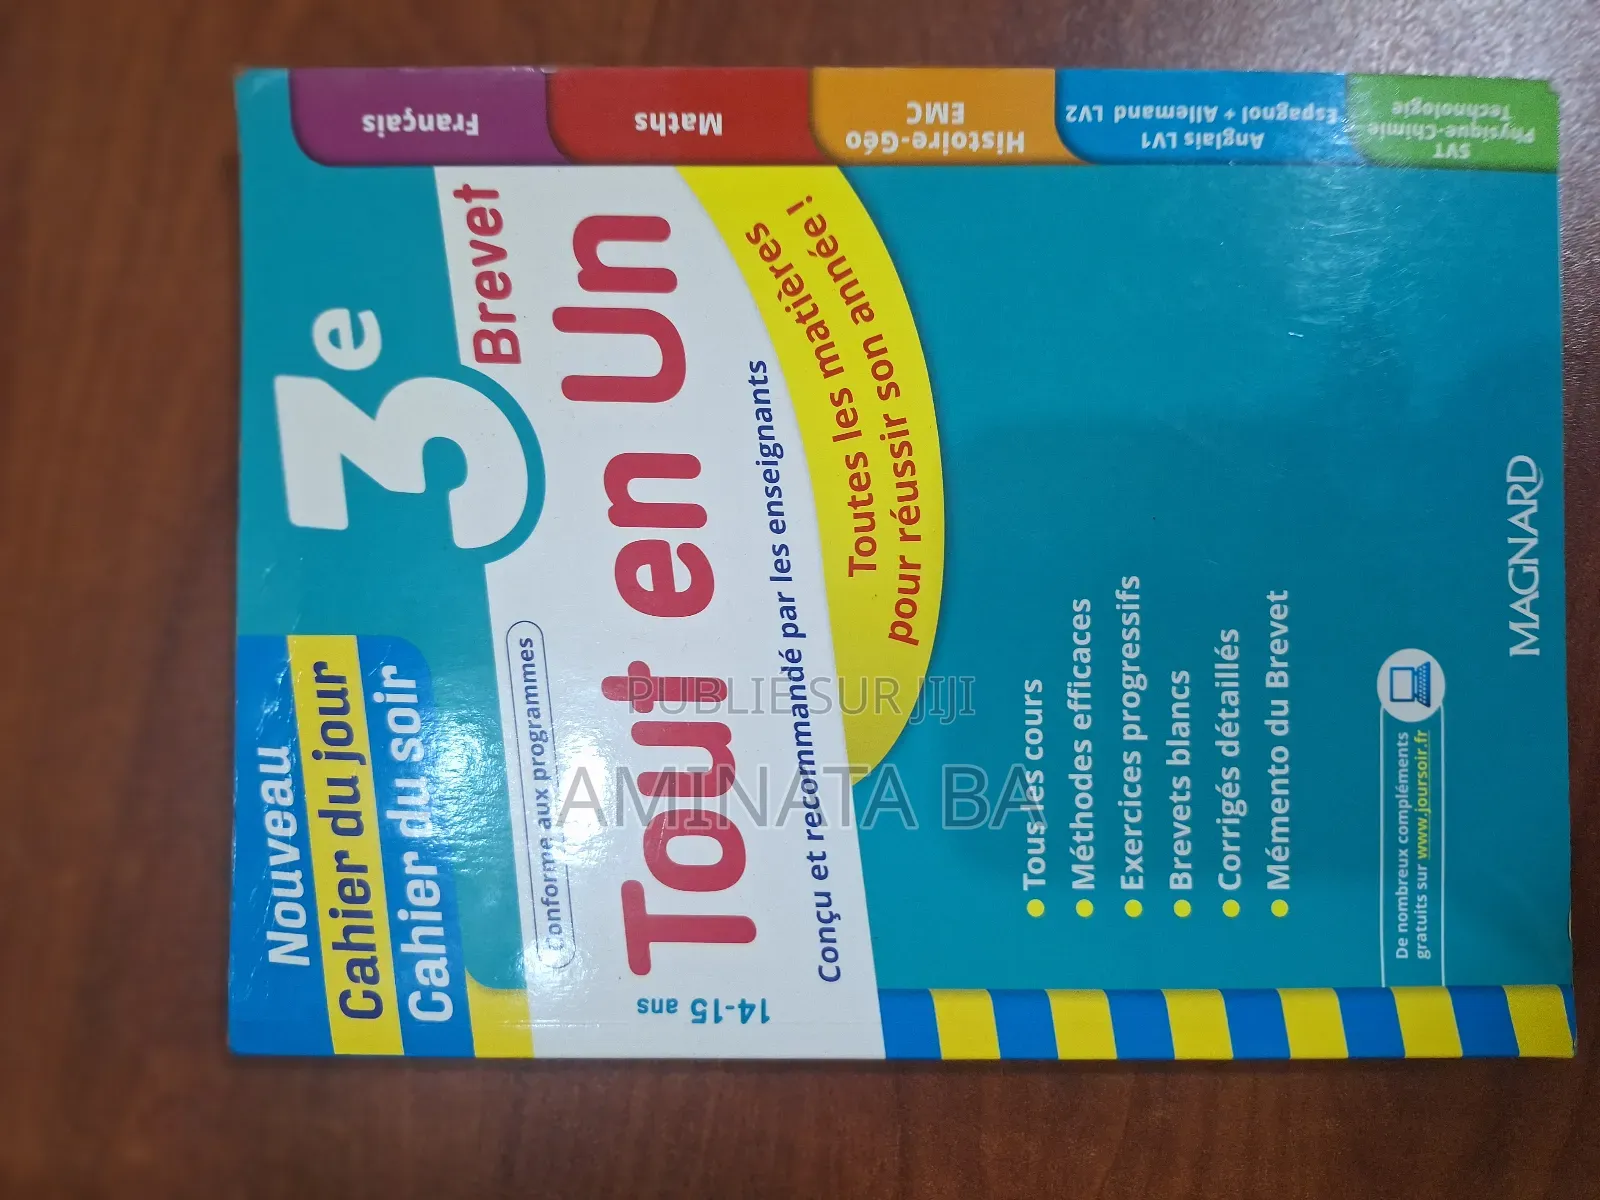 Nouveau
Cahier du jour
Cahier du soir
3e
Brevet
Conforme aux programmes
Tout en Un
14-15 ans
Conçu et recommandé par les enseignants
Toutes les matières
pour réussir son année !
Français
Maths
Histoire-Géo
EMC
Anglais LV1
Espagnol + Allemand LV2
SVT
Physique-Chimie
Technologie
• Tous les cours
• Méthodes efficaces
• Exercices progressifs
• Brevets blancs
• Corrigés détaillés
• Mémento du Brevet
De nombreux compléments
gratuits sur www.joursoir.fr
MAGNARD
PUBLIE SUR JIJI
AMINATA BA